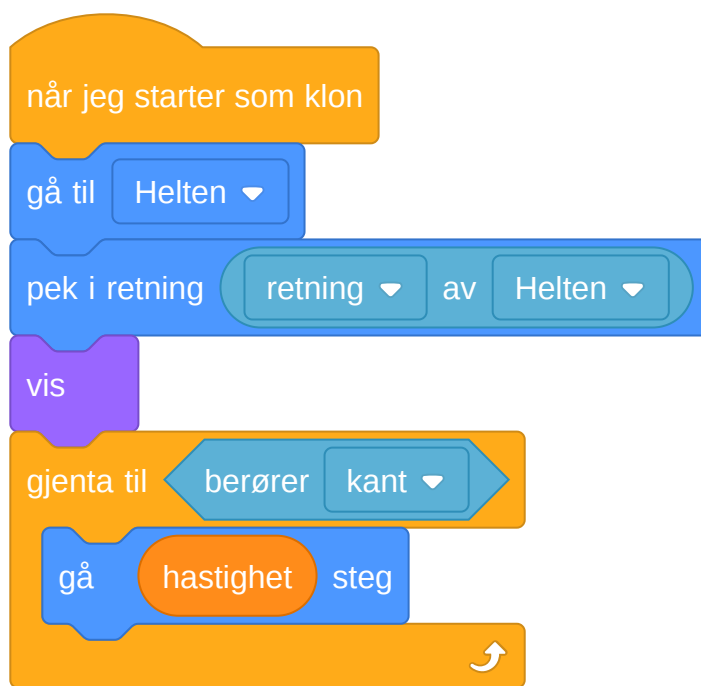 når jeg starter som klon
gå til Helten
pek i retning retning av Helten
vis
gjenta til berører kant
gå hastighet steg